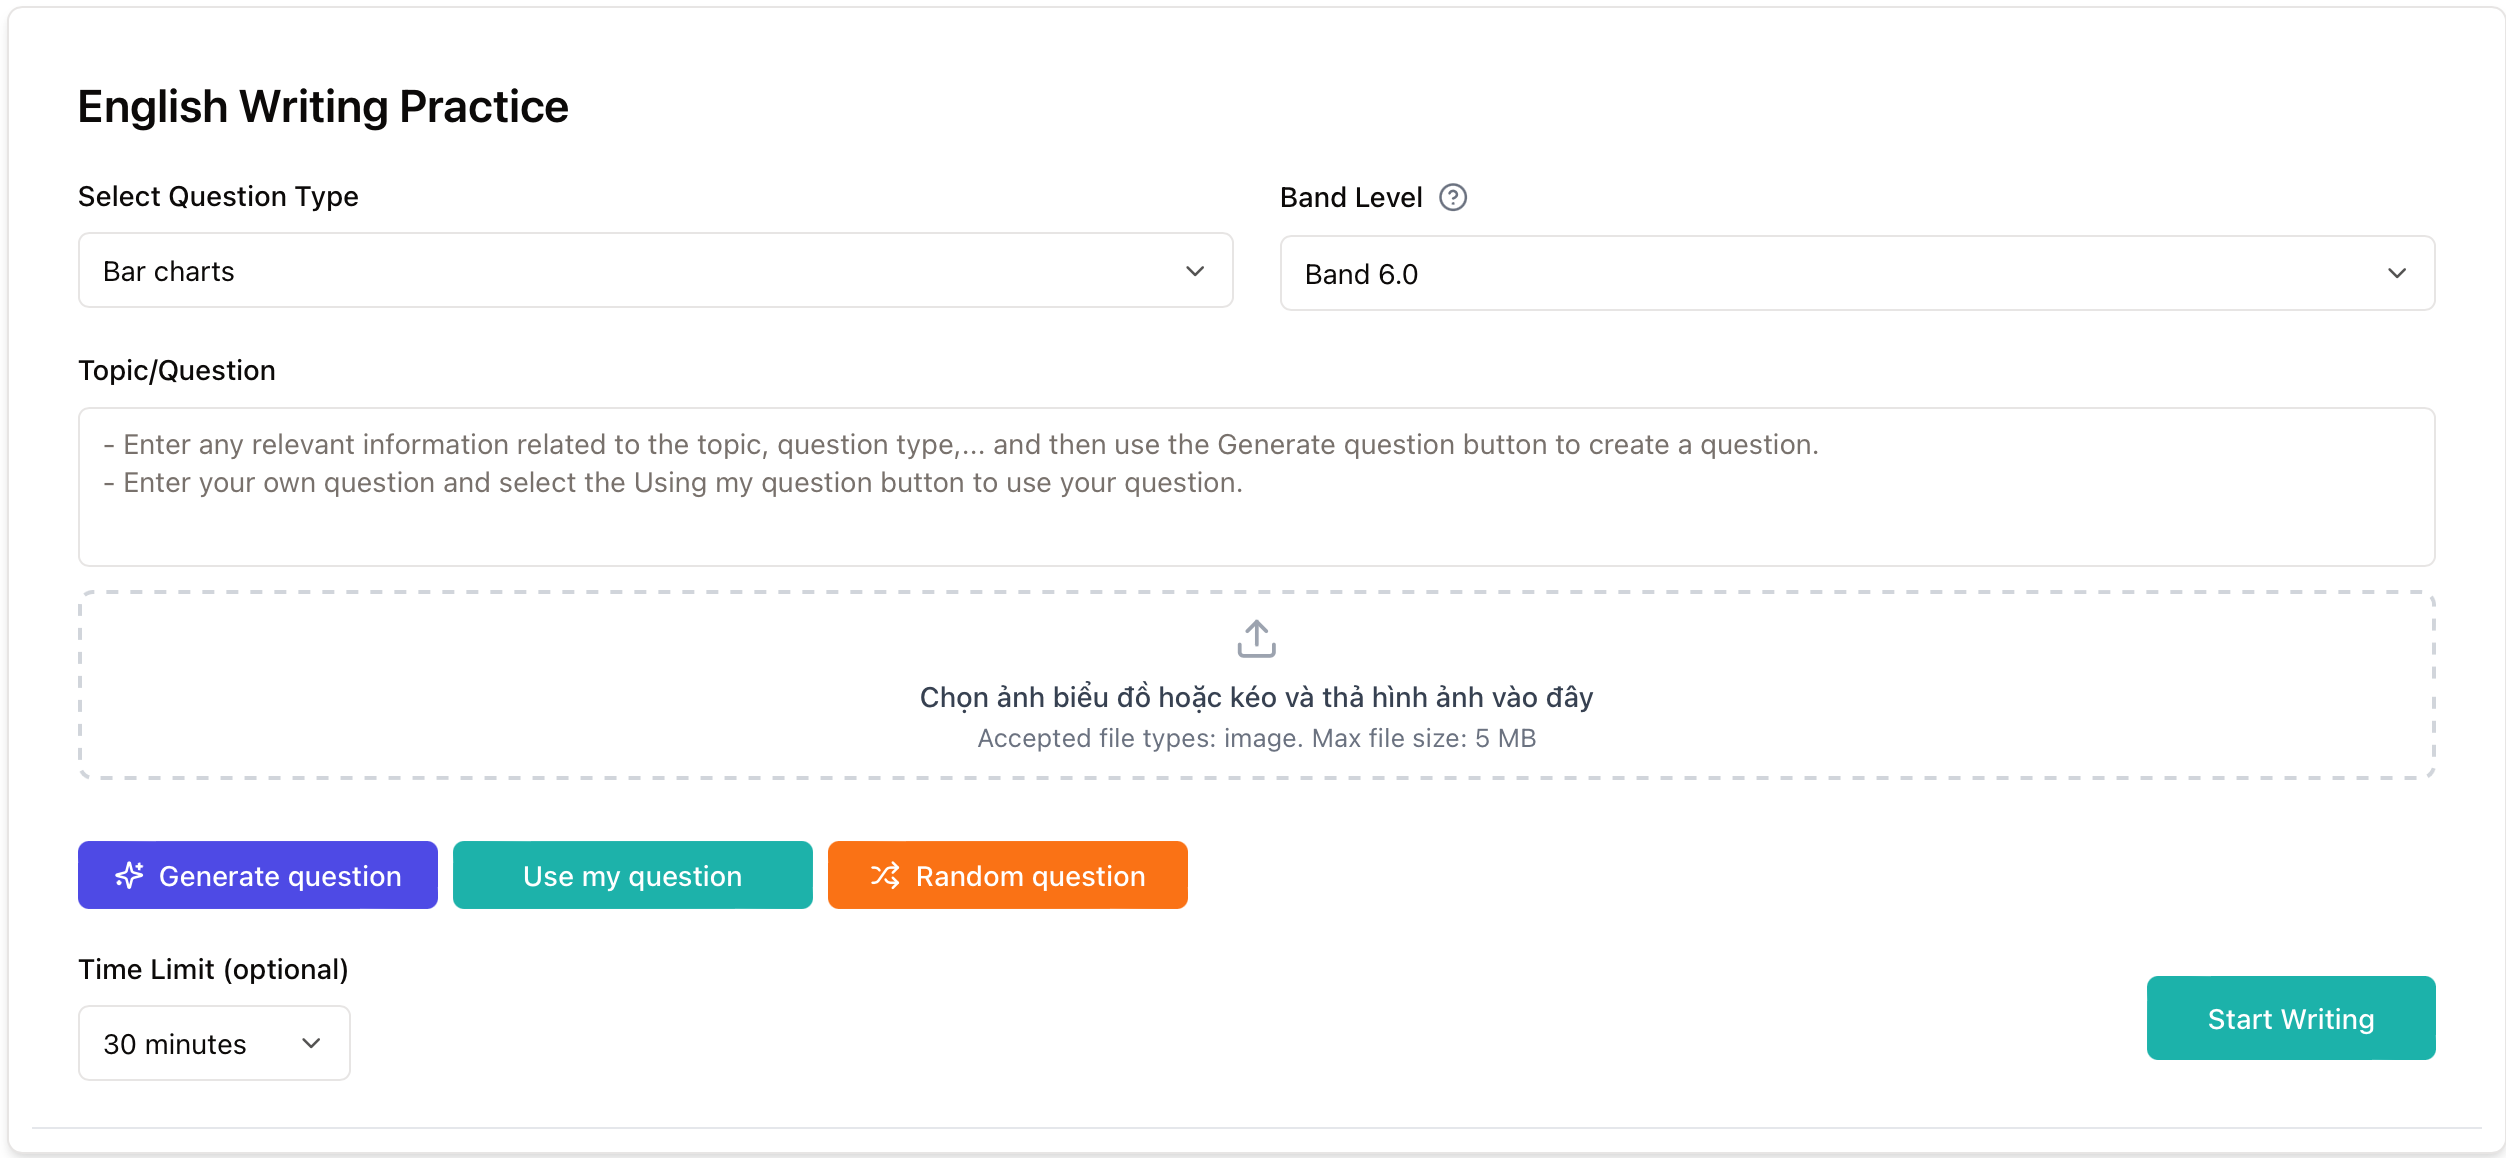 English Writing Practice
Select Question Type
Band Level
Bar charts
Band 6.0
Topic/Question
- Enter any relevant information related to the topic, question type,... and then use the Generate question button to create a question.
- Enter your own question and select the Using my question button to use your question.
Chọn ảnh biểu đồ hoặc kéo và thả hình ảnh vào đây
Accepted file types: image. Max file size: 5 MB
Generate question
Use my question
Random question
Time Limit (optional)
30 minutes
Start Writing